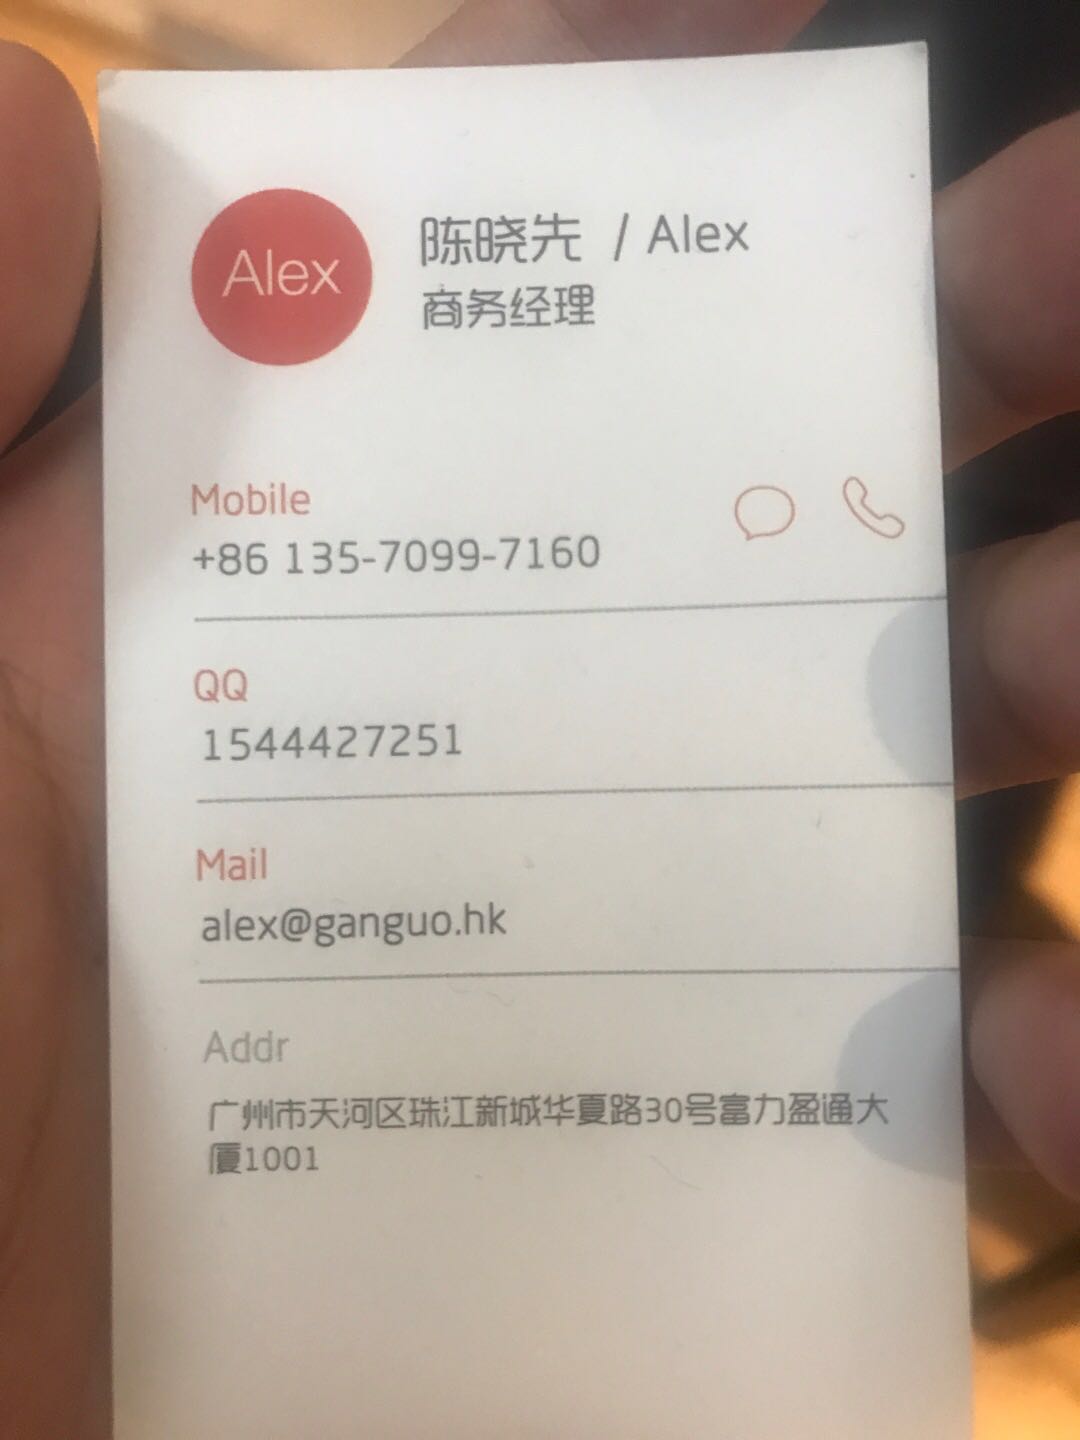 Alex
陈晓先 / Alex
商务经理
Mobile
+86 135-7099-7160
QQ
1544427251
Mail
alex@ganguo.hk
Addr
广州市天河区珠江新城华夏路30号富力盈通大
厦1001